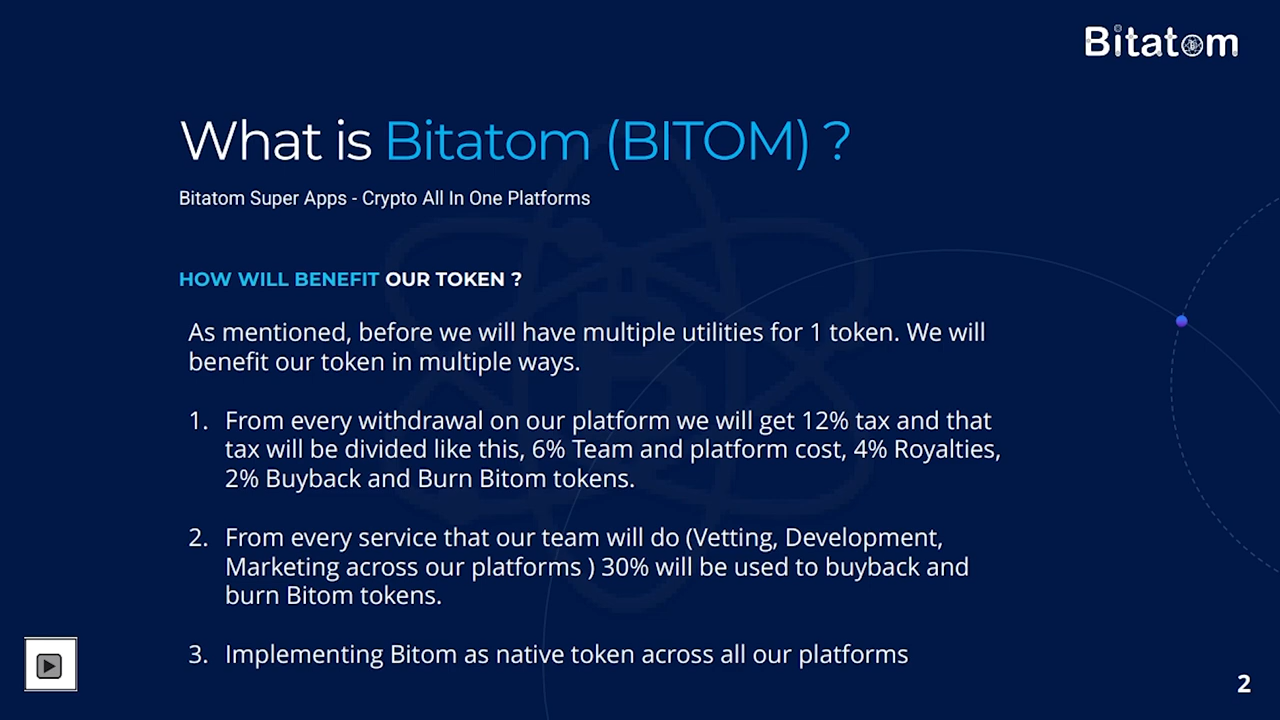 Bitatom
What is Bitatom (BITOM) ?
Bitatom Super Apps - Crypto All In One Platforms
HOW WILL BENEFIT OUR TOKEN ?
As mentioned, before we will have multiple utilities for 1 token. We will
benefit our token in multiple ways.
1. From every withdrawal on our platform we will get 12% tax and that
tax will be divided like this, 6% Team and platform cost, 4% Royalties,
2% Buyback and Burn Bitom tokens.
2. From every service that our team will do (Vetting, Development,
Marketing across our platforms ) 30% will be used to buyback and
burn Bitom tokens.
3. Implementing Bitom as native token across all our platforms
2